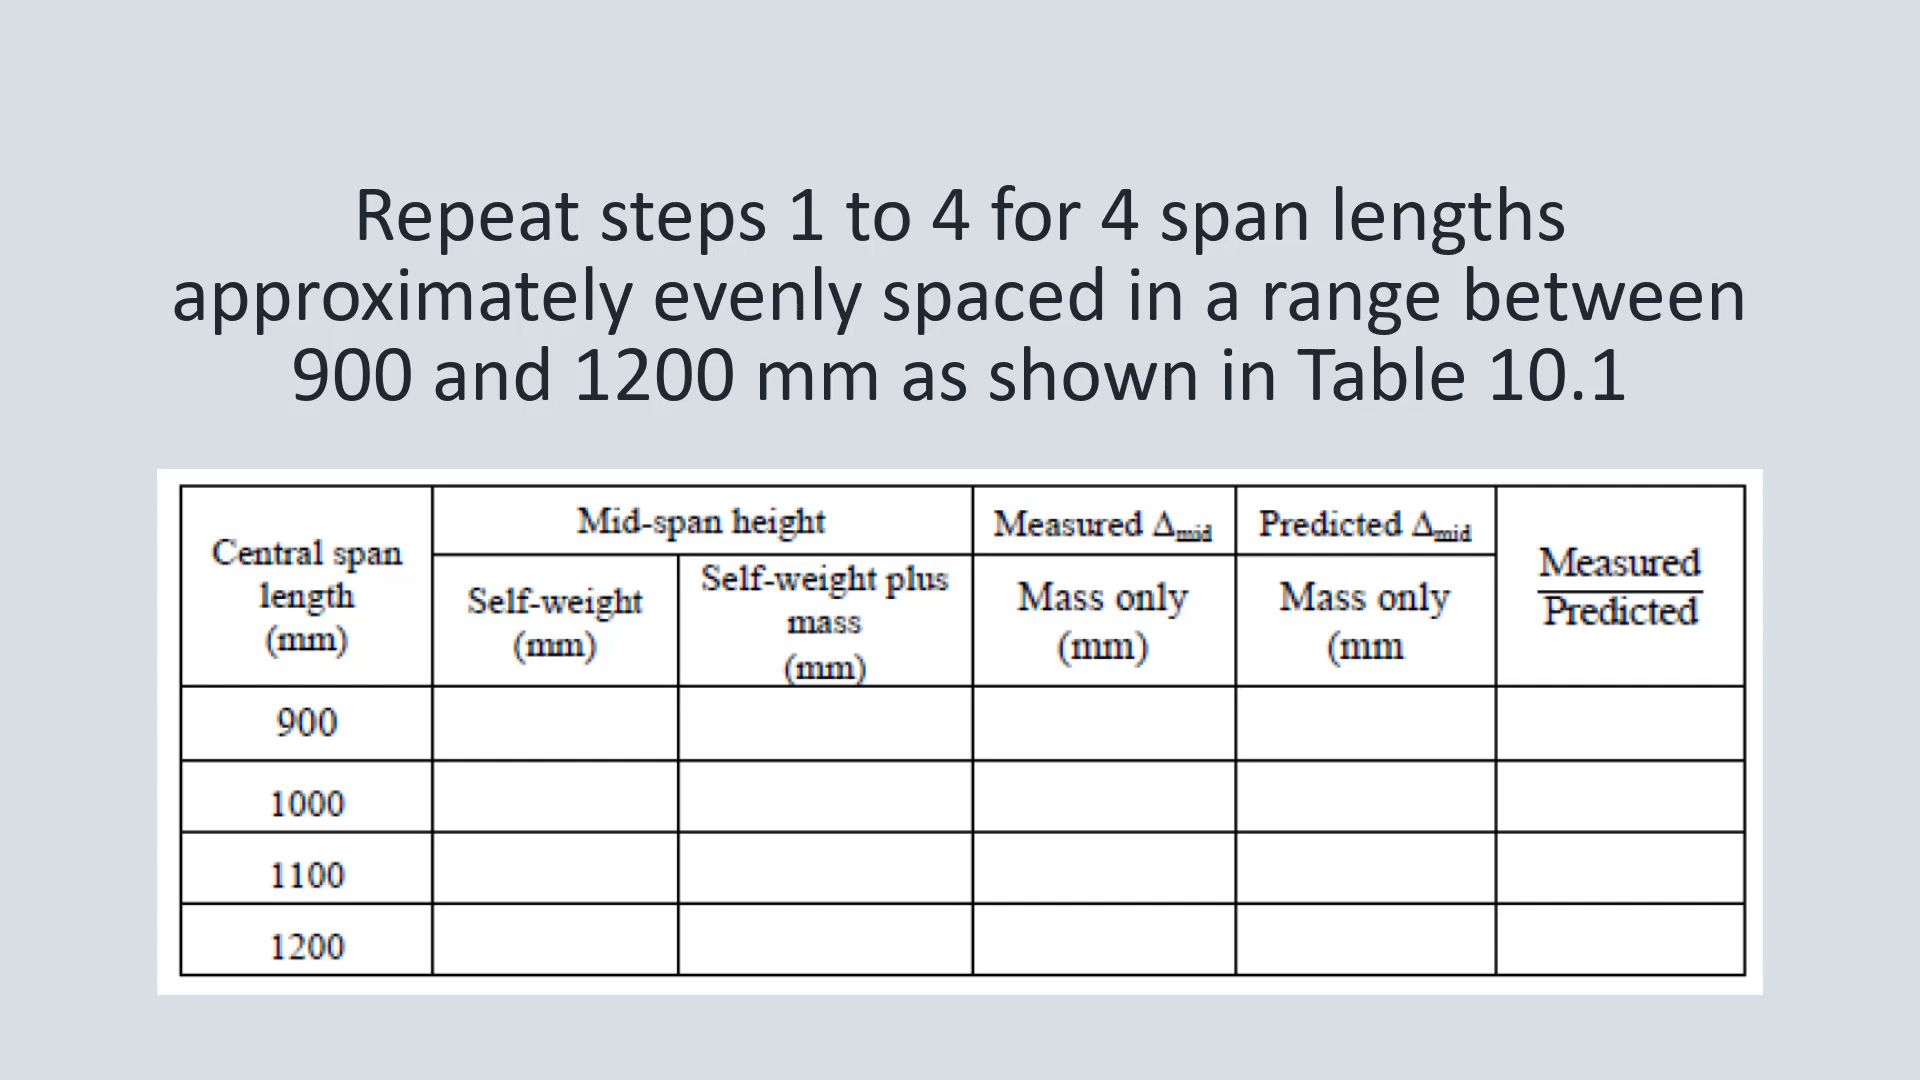 Repeat steps 1 to 4 for 4 span lengths
approximately evenly spaced in a range between
900 and 1200 mm as shown in Table 10.1
Central span
length
(mm)
Mid-span height
Self-weight
(mm)
Self-weight plus
mass
(mm)
Measured Δmid
Mass only
(mm)
Predicted Δmid
Mass only
(mm
Measured
Predicted
900
1000
1100
1200